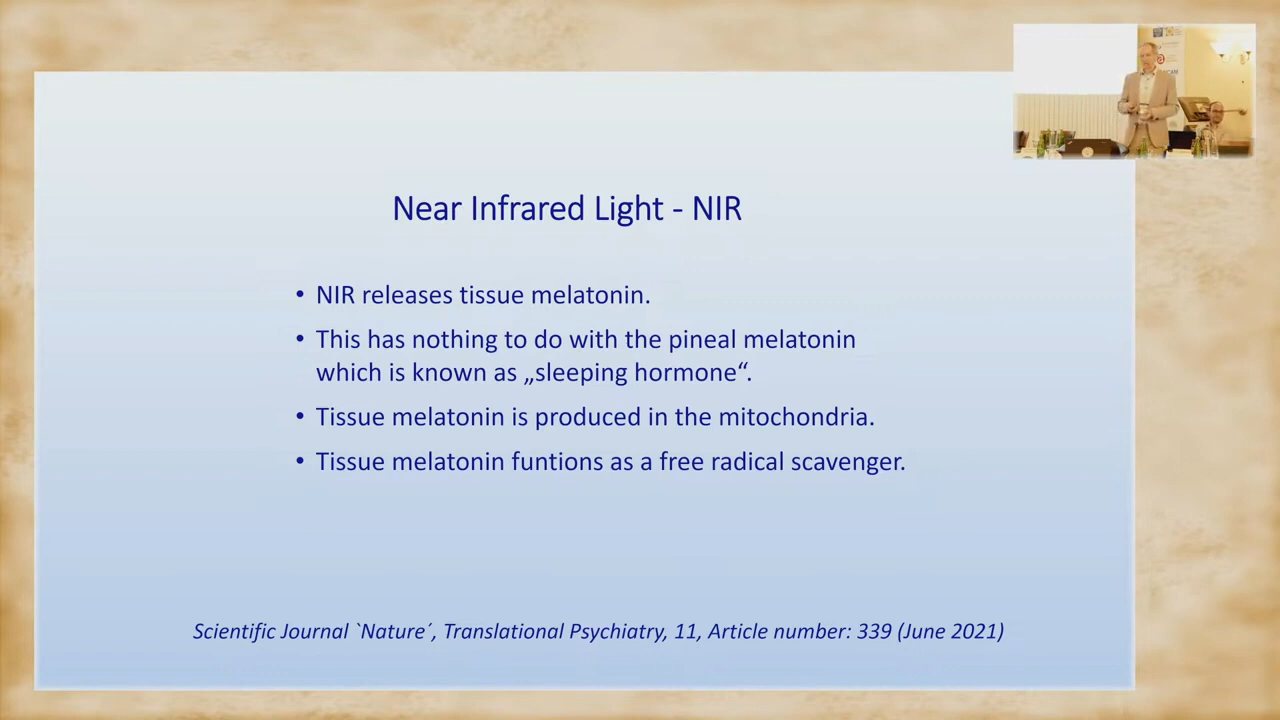 Near Infrared Light - NIR
• NIR releases tissue melatonin.
• This has nothing to do with the pineal melatonin
which is known as „sleeping hormone“.
• Tissue melatonin is produced in the mitochondria.
• Tissue melatonin funtions as a free radical scavenger.
Scientific Journal `Nature´, Translational Psychiatry, 11, Article number: 339 (June 2021)